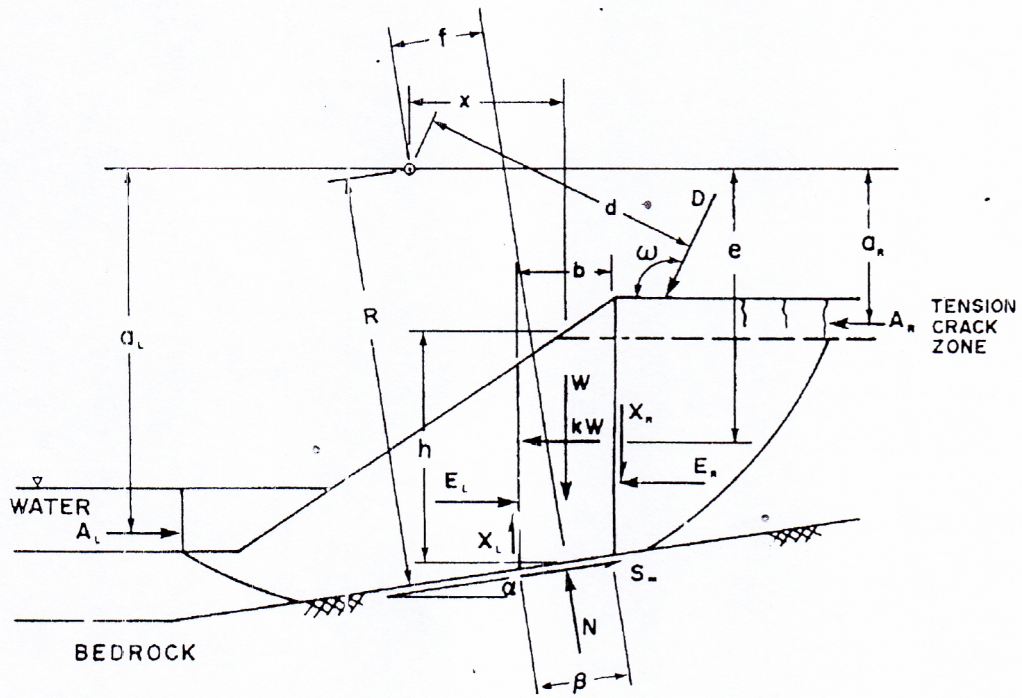 f
x
d
D
ω
e
a_R
b
R
a_L
A_R
TENSION
CRACK
ZONE
W
X_R
kW
h
E_R
E_L
▽
WATER
A_L
X_L
α
S_m
N
β
BEDROCK